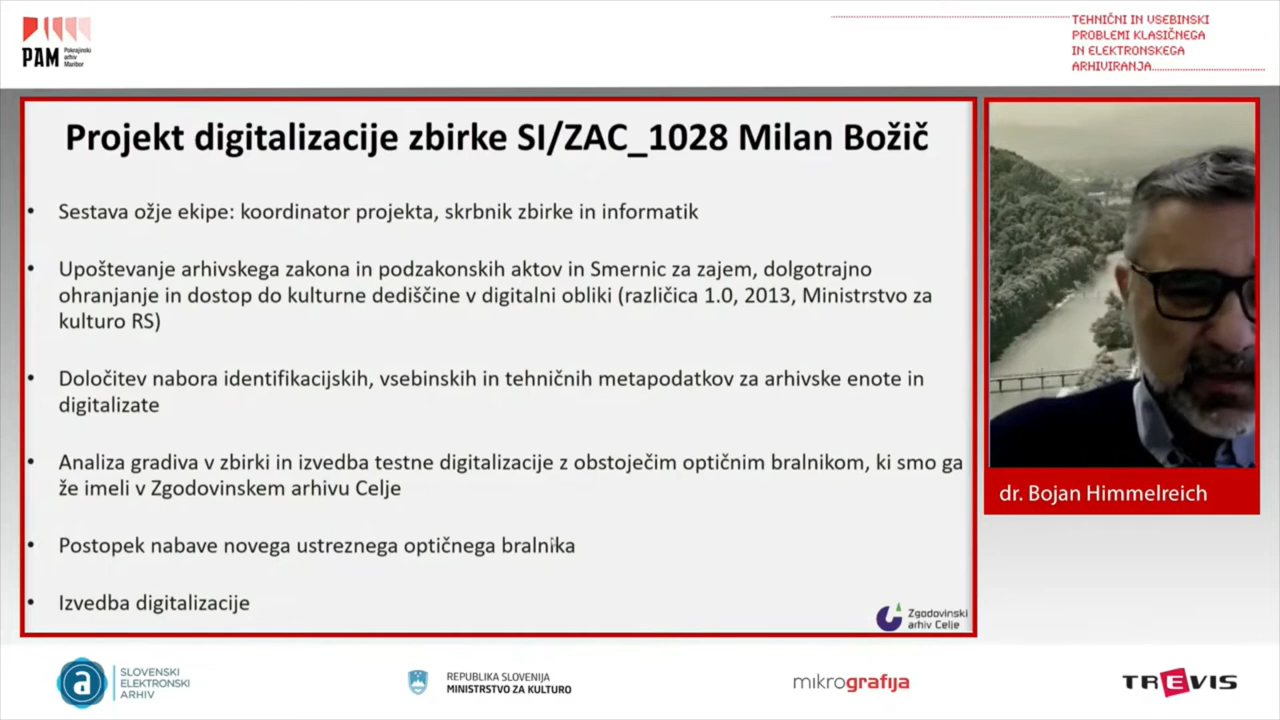 PAM
Pokrajinski
arhiv
Maribor
TEHNIČNI IN VSEBINSKI
PROBLEMI KLASIČNEGA
IN ELEKTRONSKEGA
ARHIVIRANJA
Projekt digitalizacije zbirke SI/ZAC_1028 Milan Božič
• Sestava ožje ekipe: koordinator projekta, skrbnik zbirke in informatik
• Upoštevanje arhivskega zakona in podzakonskih aktov in Smernic za zajem, dolgotrajno
ohranjanje in dostop do kulturne dediščine v digitalni obliki (različica 1.0, 2013, Ministrstvo za
kulturo RS)
• Določitev nabora identifikacijskih, vsebinskih in tehničnih metapodatkov za arhivske enote in
digitalizate
• Analiza gradiva v zbirki in izvedba testne digitalizacije z obstoječim optičnim bralnikom, ki smo ga
že imeli v Zgodovinskem arhivu Celje
• Postopek nabave novega ustreznega optičnega bralnika
• Izvedba digitalizacije
Zgodovinski
arhiv Celje
dr. Bojan Himmelreich
a
SLOVENSKI
ELEKTRONSKI
ARHIV
REPUBLIKA SLOVENIJA
MINISTRSTVO ZA KULTURO
mikrografija
TREVIS